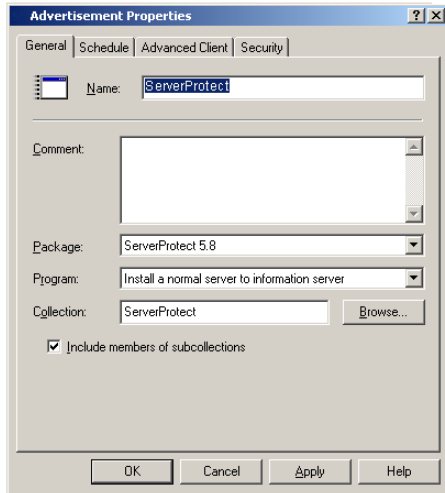 Advertisement Properties
General Schedule Advanced Client Security
Name: ServerProtect
Comment:
Package: ServerProtect 5.8
Program: Install a normal server to information server
Collection: ServerProtect Browse...
Include members of subcollections
OK Cancel Apply Help